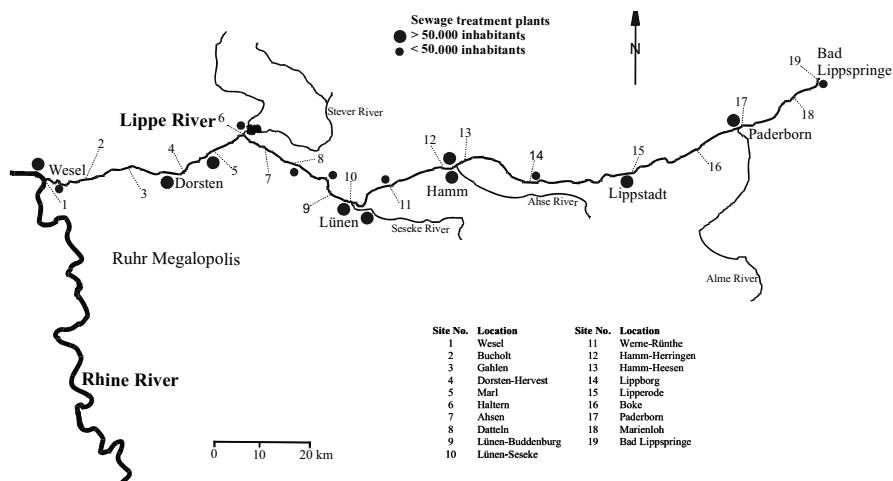 Sewage treatment plants
> 50.000 inhabitants
< 50.000 inhabitants
N
19
Bad
Lippspringe
18
17
Paderborn
16
15
Lippstadt
14
Ahse River
Alme River
13
12
Hamm
11
10
Lünen
9
Seseke River
8
7
6
Stever River
Lippe River
5
4
Dorsten
3
2
Wesel
1
Ruhr Megalopolis
Rhine River
0 10 20 km
Site No. Location Site No. Location
1 Wesel 11 Werne-Rünthe
2 Bucholt 12 Hamm-Herringen
3 Gahlen 13 Hamm-Heesen
4 Dorsten-Hervest 14 Lippborg
5 Marl 15 Lipperode
6 Haltern 16 Boke
7 Ahsen 17 Paderborn
8 Datteln 18 Marienloh
9 Lünen-Buddenburg 19 Bad Lippspringe
10 Lünen-Seseke